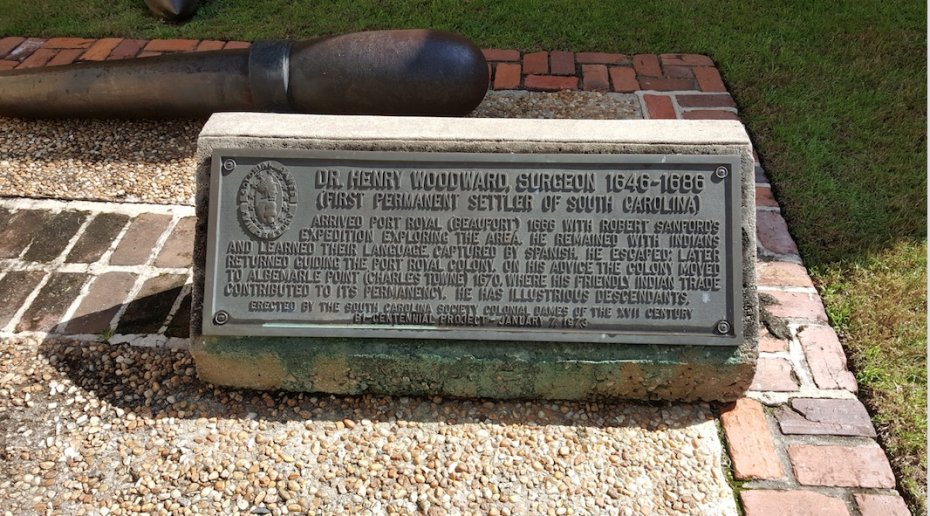 DR. HENRY WOODWARD, SURGEON 1646-1686
(FIRST PERMANENT SETTLER OF SOUTH CAROLINA)
ARRIVED PORT ROYAL (BEAUFORT) 1666 WITH ROBERT SANFORD'S
EXPEDITION EXPLORING THE AREA. HE REMAINED WITH INDIANS
AND LEARNED THEIR LANGUAGE CAPTURED BY SPANISH. HE ESCAPED; LATER
RETURNED GUIDING THE PORT ROYAL COLONY. ON HIS ADVICE THE COLONY MOVED
TO ALBEMARLE POINT (CHARLES TOWNE) 1670, WHERE HIS FRIENDLY INDIAN TRADE
CONTRIBUTED TO ITS PERMANENCY. HE HAS ILLUSTRIOUS DESCENDANTS.
ERECTED BY THE SOUTH CAROLINA SOCIETY COLONIAL DAMES OF THE XVII CENTURY
BI-CENTENNIAL PROJECT-JANUARY 7, 1973